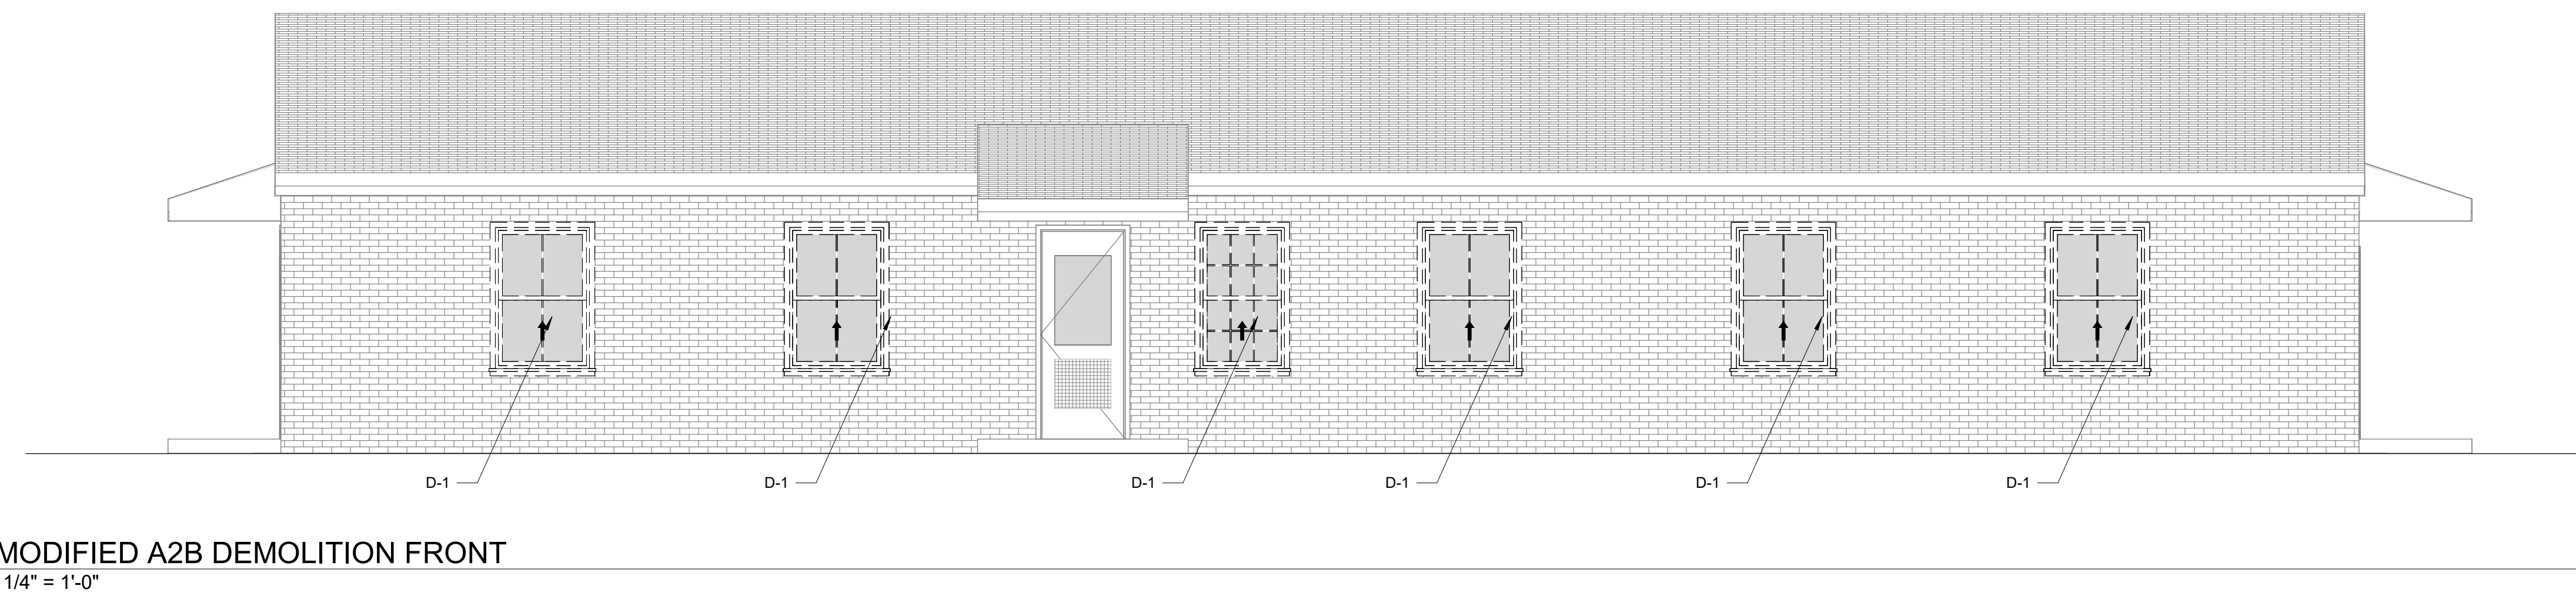 D-1 D-1 D-1 D-1 D-1 D-1
MODIFIED A2B DEMOLITION FRONT
1/4" = 1'-0"